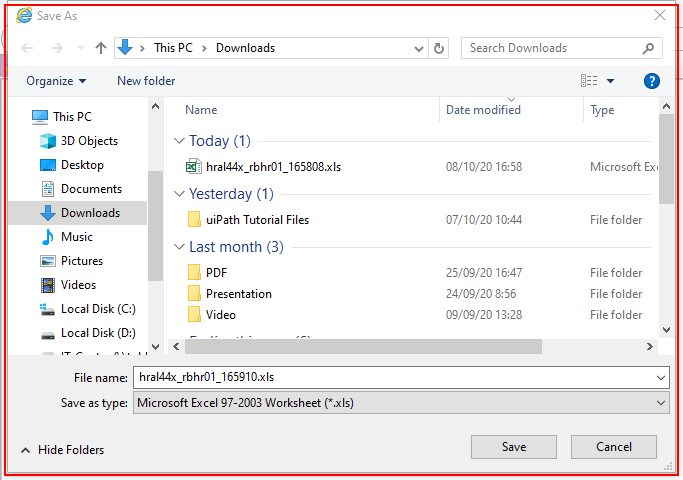 Save As
This PC > Downloads
Search Downloads
Organize
New folder
?
Name
Date modified
Type
This PC
3D Objects
Desktop
Documents
Downloads
Music
Pictures
Videos
Local Disk (C:)
Local Disk (D:)
Today (1)
hral44x_rbhr01_165808.xls 08/10/20 16:58 Microsoft Exc
Yesterday (1)
uiPath Tutorial Files 07/10/20 10:44 File folder
Last month (3)
PDF 25/09/20 16:47 File folder
Presentation 24/09/20 8:56 File folder
Video 09/09/20 13:28 File folder
File name: hral44x_rbhr01_165910.xls
Save as type: Microsoft Excel 97-2003 Worksheet (*.xls)
Hide Folders
Save
Cancel